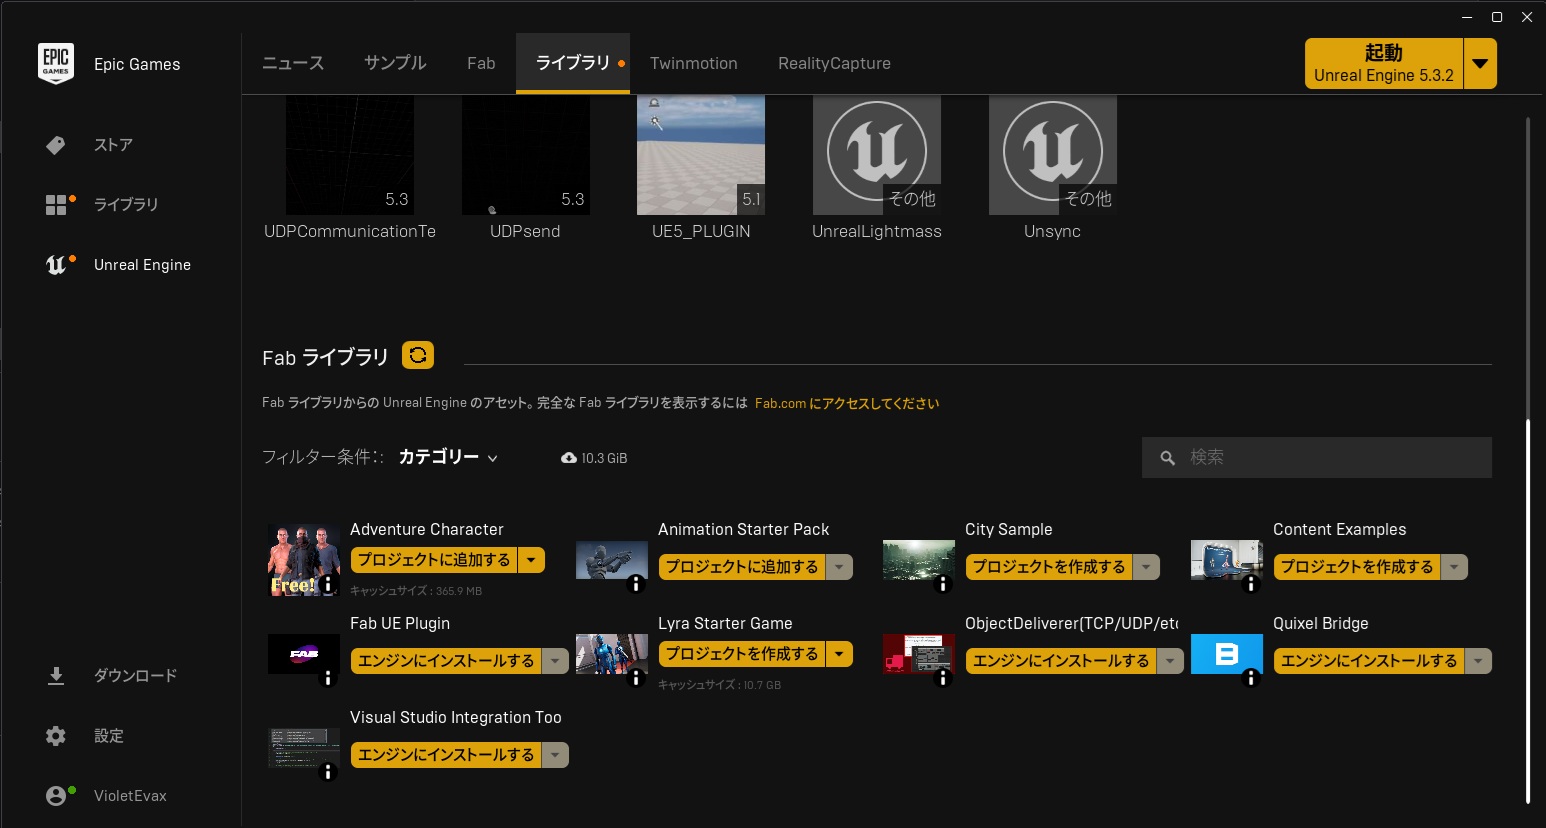 EPIC
GAMES
Epic Games
ストア
ライブラリ
Unreal Engine
ダウンロード
設定
VioletEvax
ニュース
サンプル
Fab
ライブラリ
Twinmotion
RealityCapture
起動
Unreal Engine 5.3.2
5.3
5.3
5.1
その他
その他
UDPCommunicationTe
UDPsend
UE5_PLUGIN
UnrealLightmass
Unsync
Fab ライブラリ
Fab ライブラリからの Unreal Engine のアセット。完全な Fab ライブラリを表示するには Fab.com にアクセスしてください
フィルター条件::
カテゴリー
10.3 GiB
検索
Adventure Character
プロジェクトに追加する
キャッシュサイズ : 365.9 MB
Free!
Animation Starter Pack
プロジェクトに追加する
City Sample
プロジェクトを作成する
Content Examples
プロジェクトを作成する
Fab UE Plugin
エンジンにインストールする
FAB
Lyra Starter Game
プロジェクトを作成する
キャッシュサイズ : 10.7 GB
ObjectDeliverer(TCP/UDP/etc
エンジンにインストールする
Quixel Bridge
エンジンにインストールする
Visual Studio Integration Too
エンジンにインストールする